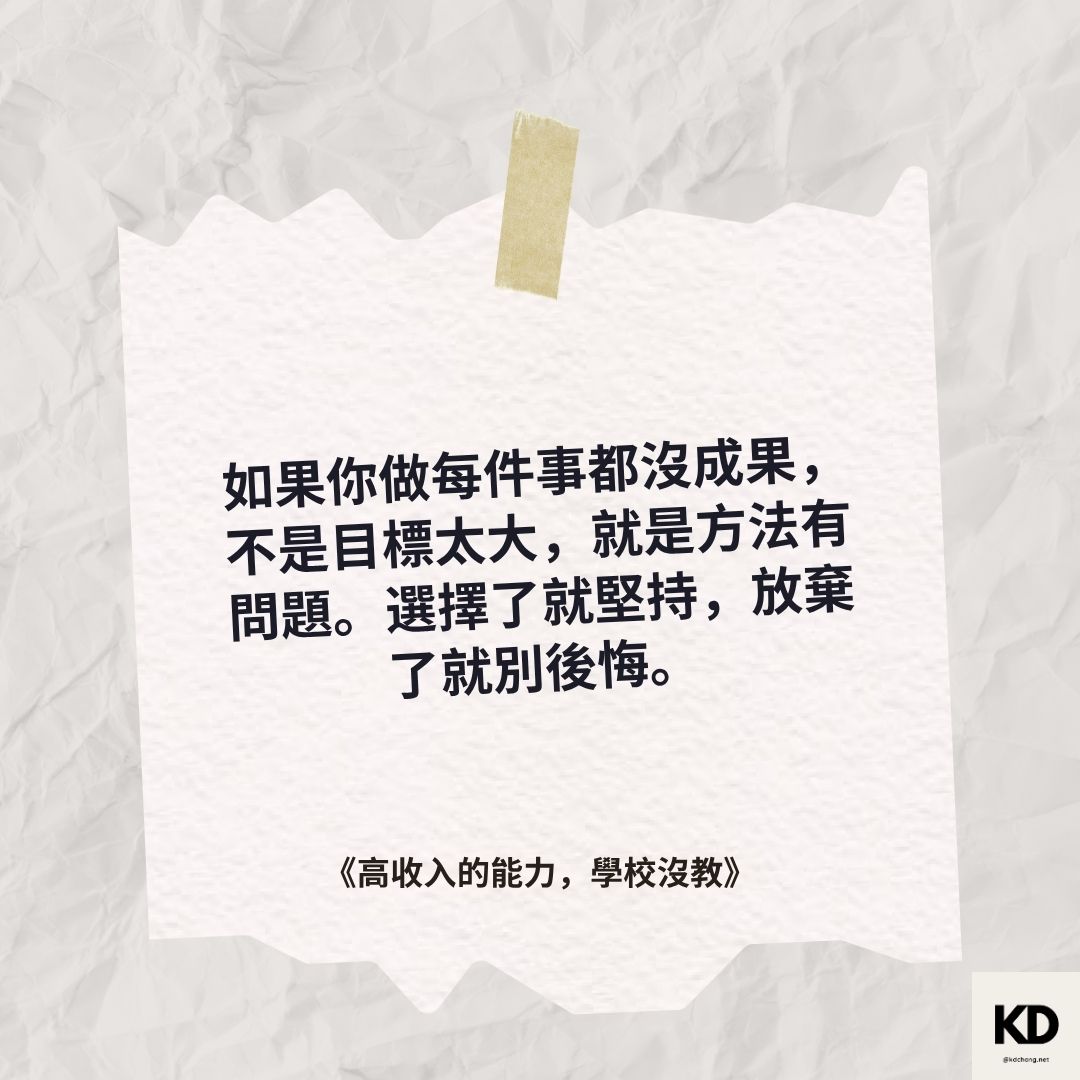 如果你做每件事都沒成果，
不是目標太大，就是方法有
問題。選擇了就堅持，放棄
了就別後悔。
《高收入的能力，學校沒教》
KD
@kdchong.net